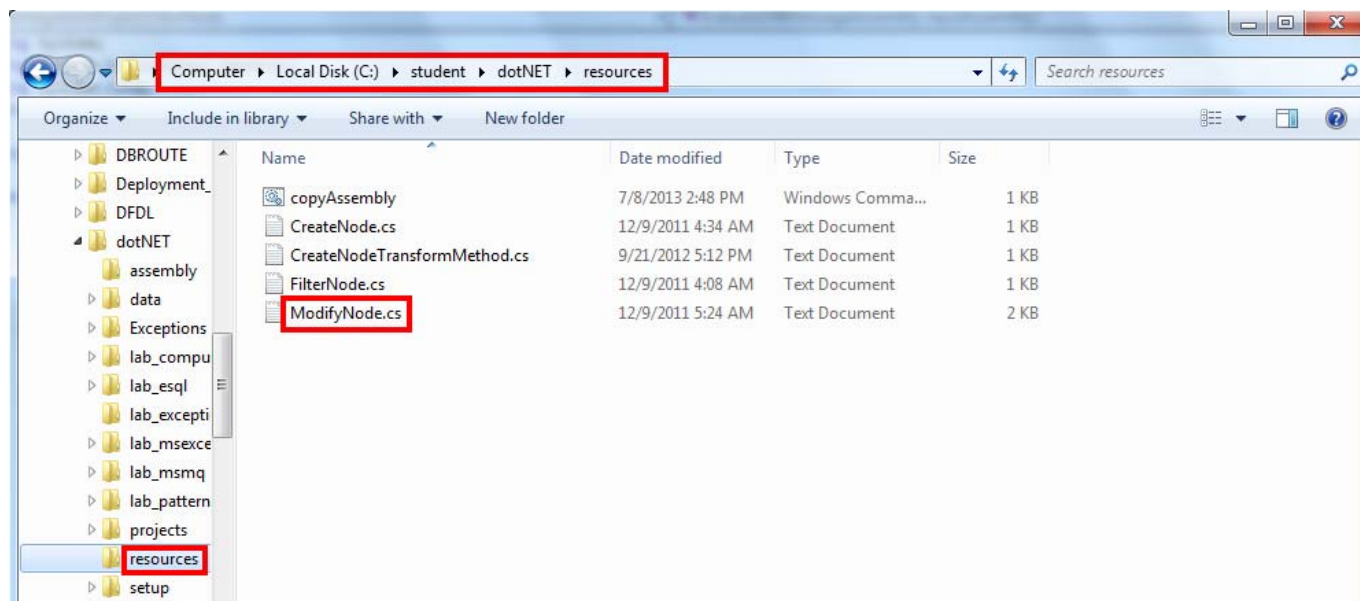 Computer ▸ Local Disk (C:) ▸ student ▸ dotNET ▸ resources
Search resources
Organize Include in library Share with New folder
Name Date modified Type Size
DBROUTE
Deployment_
DFDL
dotNET
assembly
data
Exceptions
lab_compu
lab_esql
lab_excepti
lab_msexce
lab_msmq
lab_pattern
projects
resources
setup
copyAssembly 7/8/2013 2:48 PM Windows Comma... 1 KB
CreateNode.cs 12/9/2011 4:34 AM Text Document 1 KB
CreateNodeTransformMethod.cs 9/21/2012 5:12 PM Text Document 1 KB
FilterNode.cs 12/9/2011 4:08 AM Text Document 1 KB
ModifyNode.cs 12/9/2011 5:24 AM Text Document 2 KB